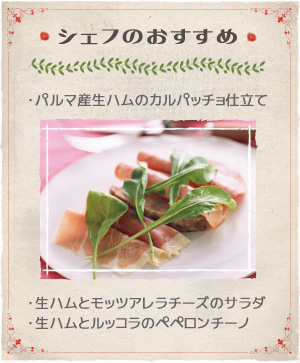 シェフのおすすめ
・パルマ産生ハムのカルパッチョ仕立て
・生ハムとモッツアレラチーズのサラダ
・生ハムとルッコラのペペロンチーノ